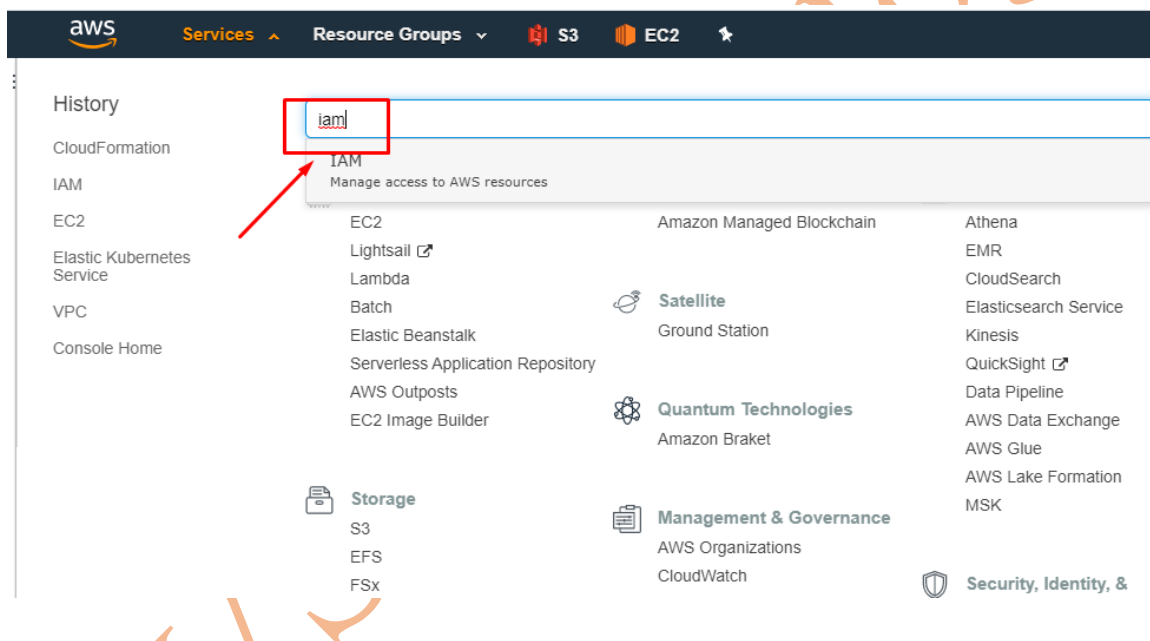 aws Services Resource Groups S3 EC2
History
CloudFormation
IAM
EC2
Elastic Kubernetes
Service
VPC
Console Home
iam
IAM
Manage access to AWS resources
EC2
Lightsail
Lambda
Batch
Elastic Beanstalk
Serverless Application Repository
AWS Outposts
EC2 Image Builder
Storage
S3
EFS
FSx
Amazon Managed Blockchain
Satellite
Ground Station
Quantum Technologies
Amazon Braket
Management & Governance
AWS Organizations
CloudWatch
Athena
EMR
CloudSearch
Elasticsearch Service
Kinesis
QuickSight
Data Pipeline
AWS Data Exchange
AWS Glue
AWS Lake Formation
MSK
Security, Identity, &